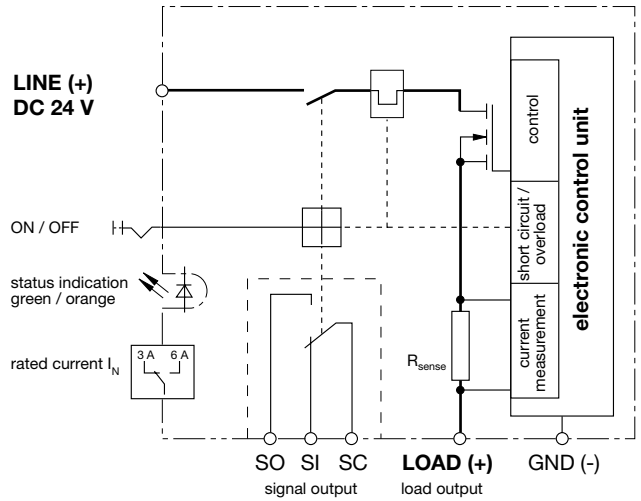 LINE (+)
DC 24 V
ON / OFF
status indication
green / orange
rated current I_N
3 A 6 A
control
short circuit /
overload
current
measurement
electronic control unit
R_sense
SO SI SC
signal output
LOAD (+)
load output
GND (-)